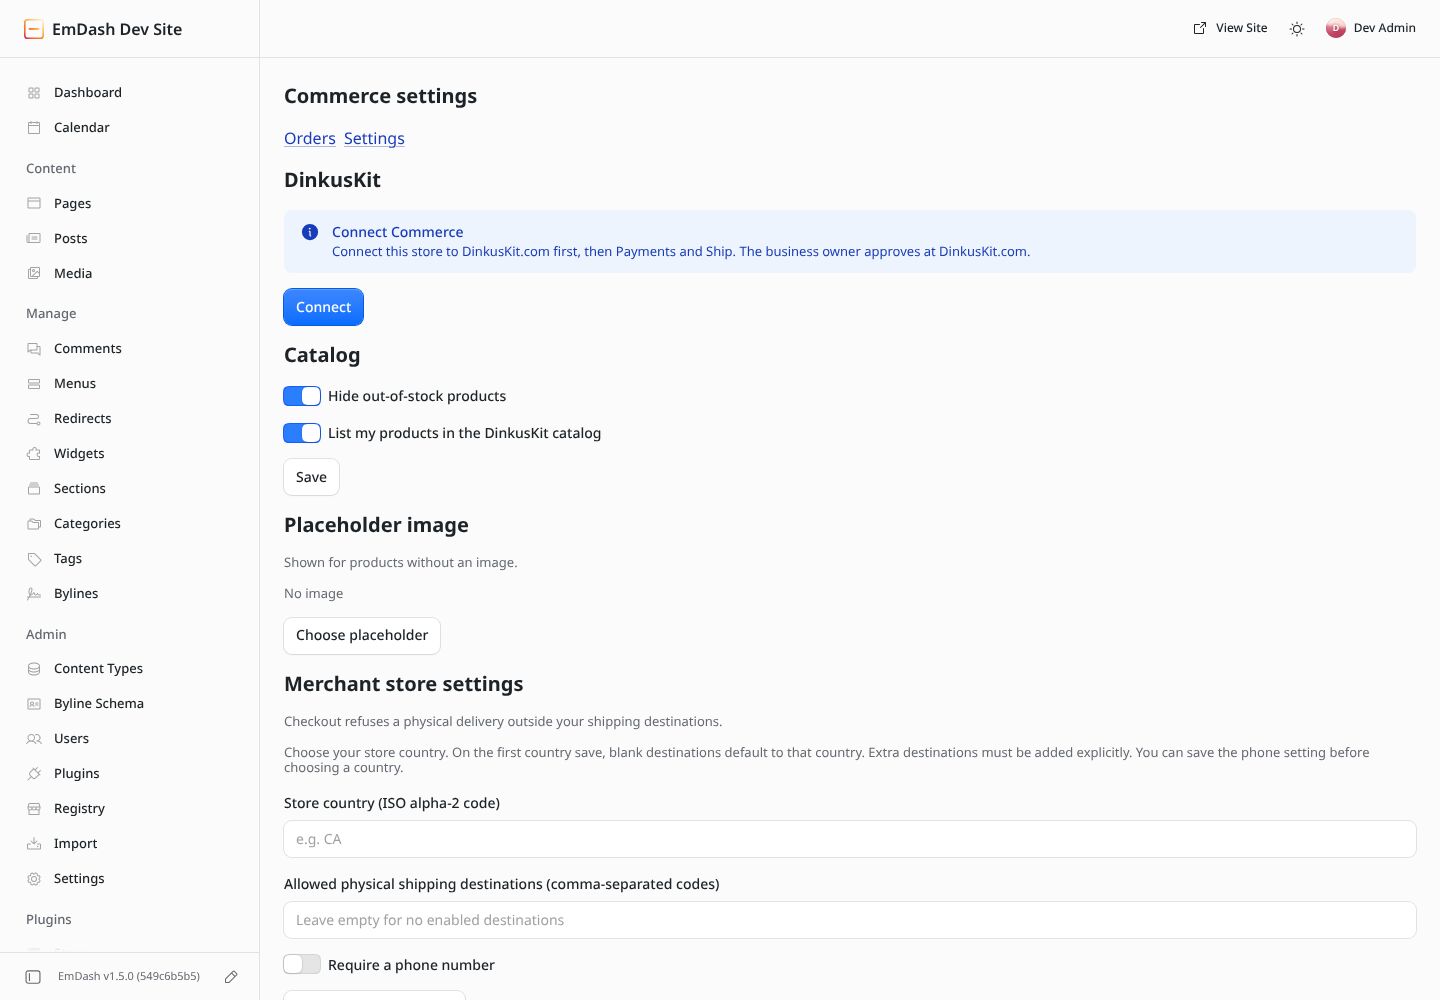 EmDash Dev Site
View Site
D
Dev Admin
Dashboard
Calendar
Content
Pages
Posts
Media
Manage
Comments
Menus
Redirects
Widgets
Sections
Categories
Tags
Bylines
Admin
Content Types
Byline Schema
Users
Plugins
Registry
Import
Settings
Plugins
EmDash v1.5.0 (549c6b5b5)
Commerce settings
Orders Settings
DinkusKit
Connect Commerce
Connect this store to DinkusKit.com first, then Payments and Ship. The business owner approves at DinkusKit.com.
Connect
Catalog
Hide out-of-stock products
List my products in the DinkusKit catalog
Save
Placeholder image
Shown for products without an image.
No image
Choose placeholder
Merchant store settings
Checkout refuses a physical delivery outside your shipping destinations.
Choose your store country. On the first country save, blank destinations default to that country. Extra destinations must be added explicitly. You can save the phone setting before
choosing a country.
Store country (ISO alpha-2 code)
e.g. CA
Allowed physical shipping destinations (comma-separated codes)
Leave empty for no enabled destinations
Require a phone number